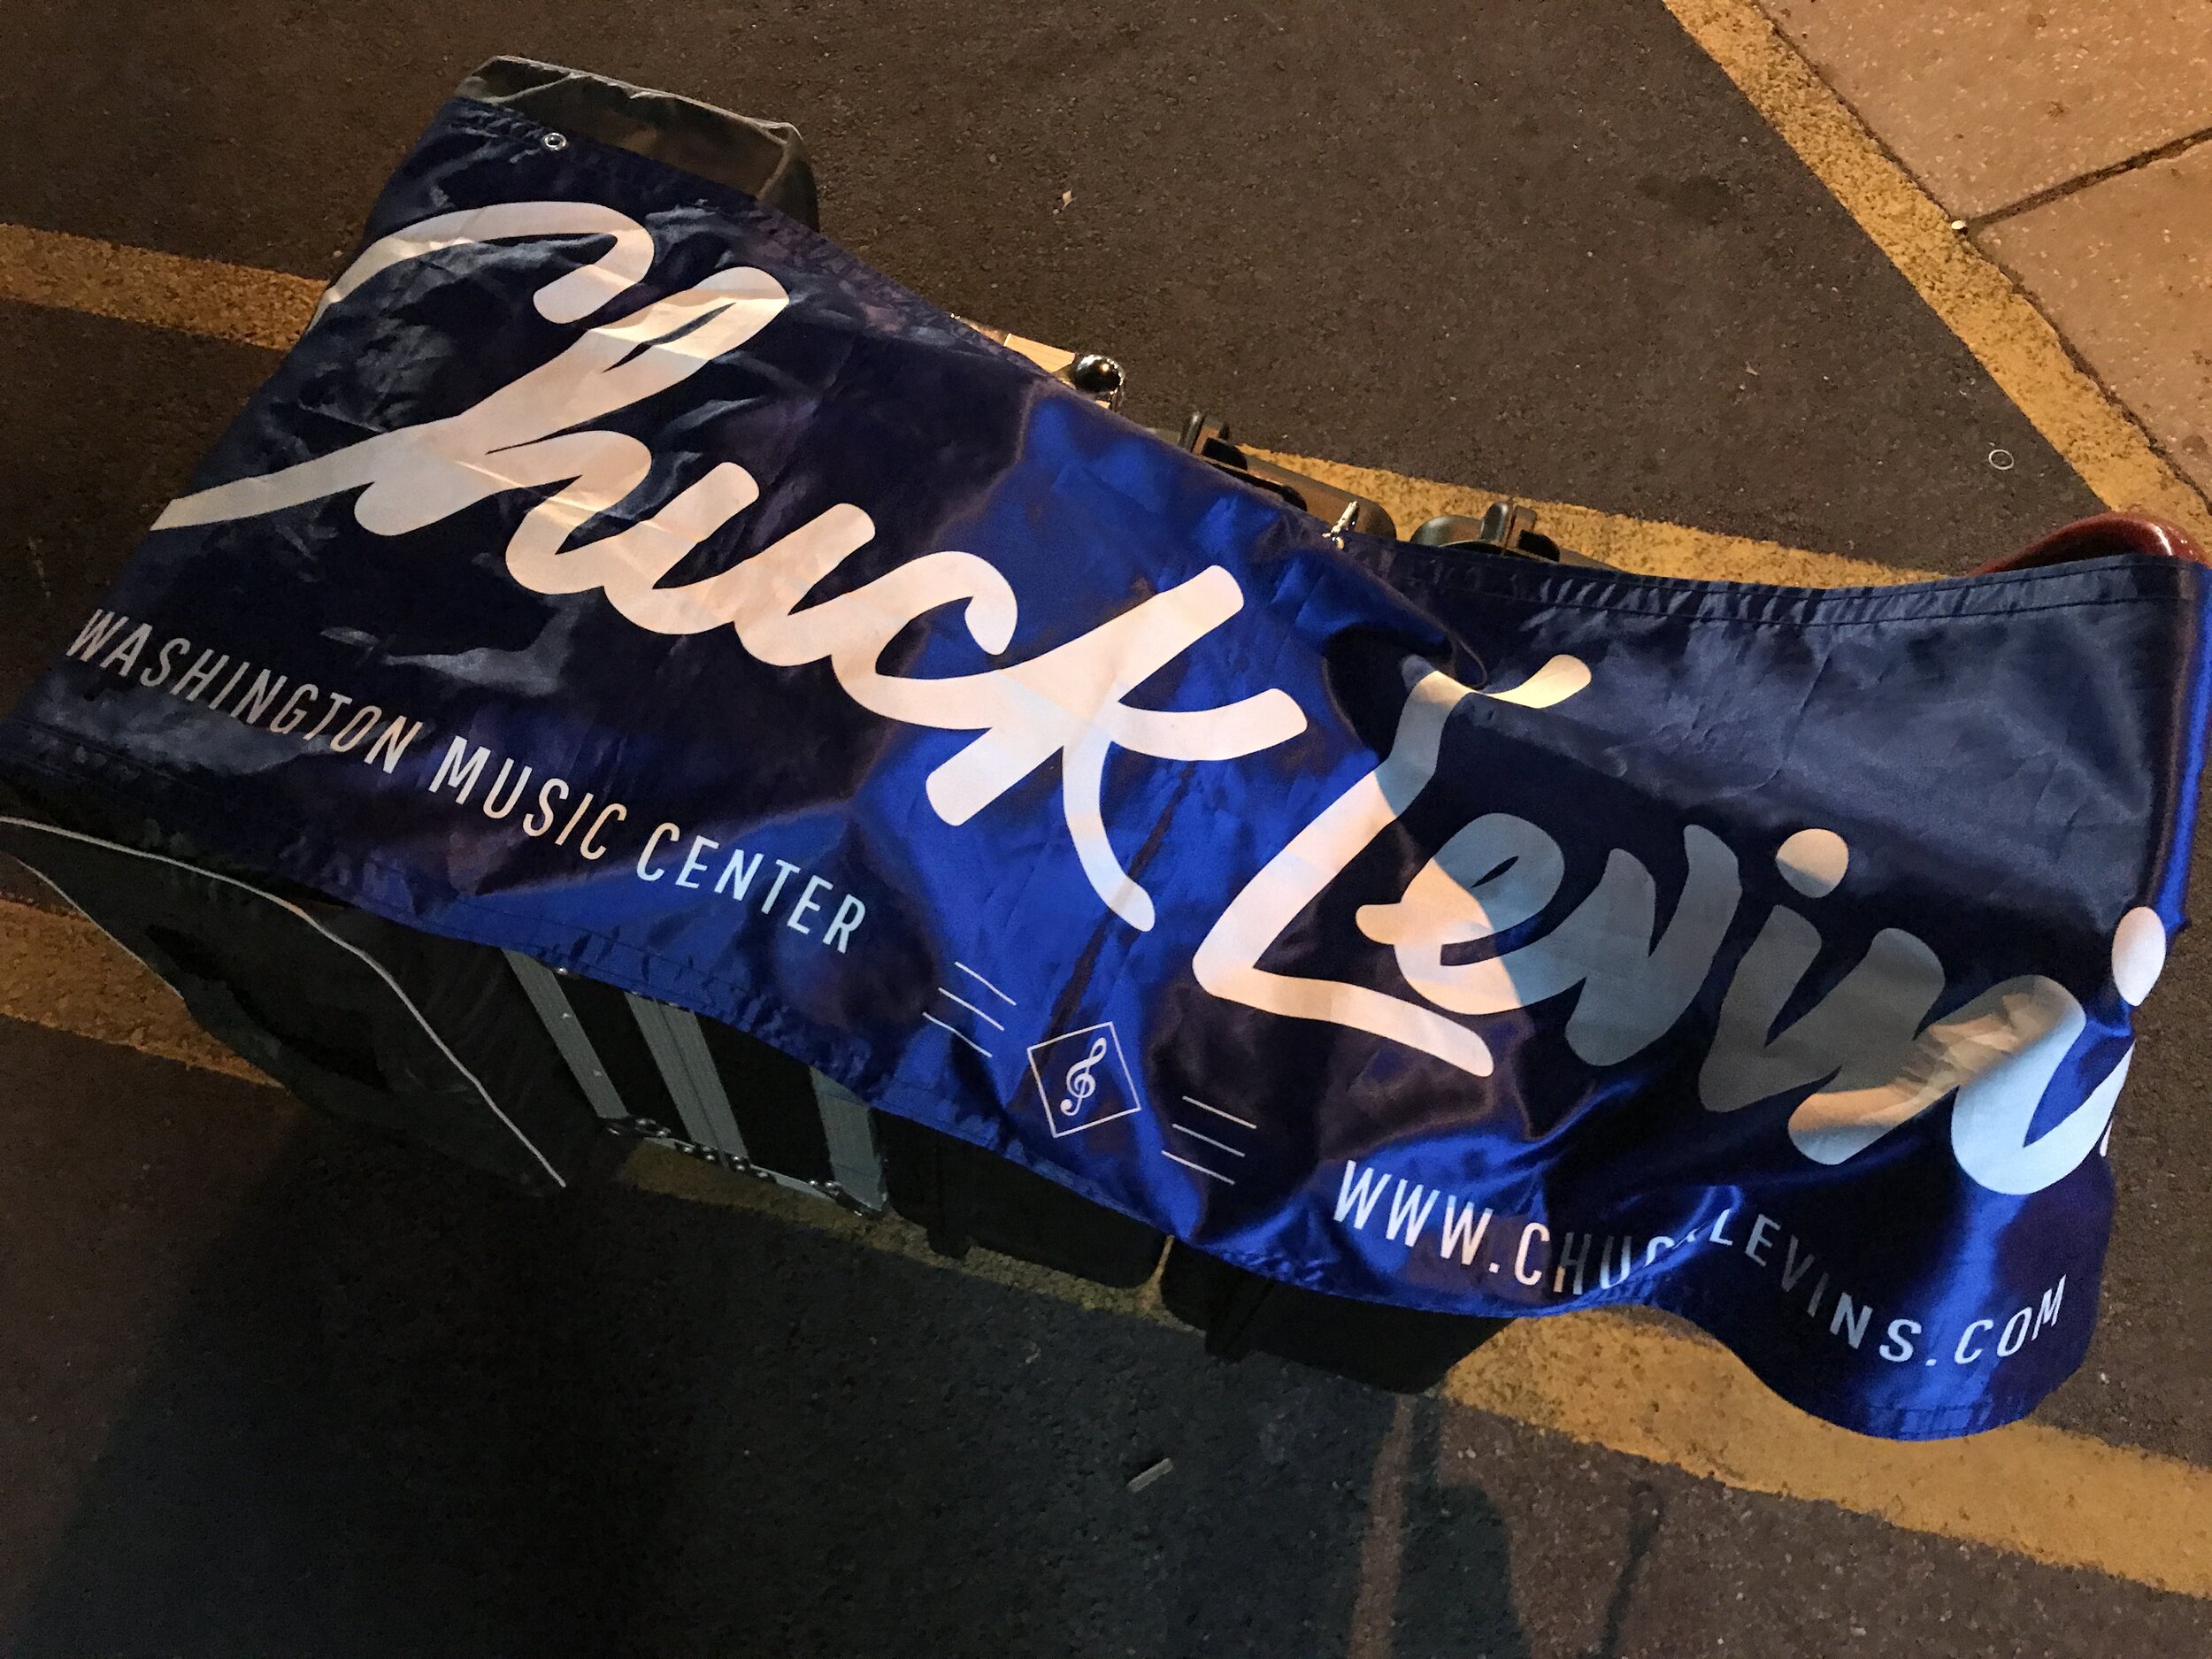 Chuck Levin
WASHINGTON MUSIC CENTER
WWW.CHUCKLEVINS.COM